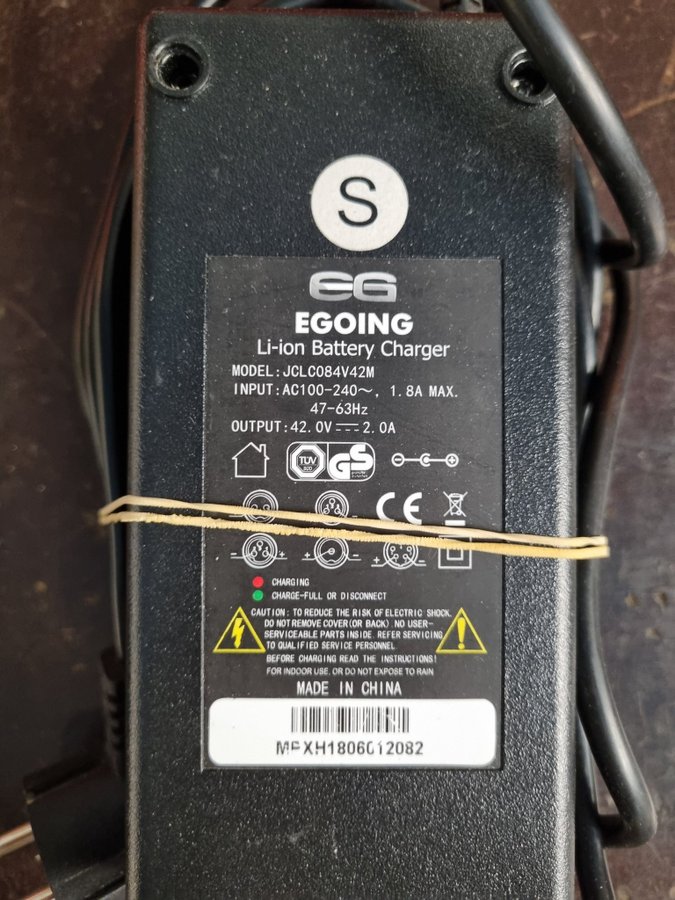 S
EG
EGOING
Li-ion Battery Charger
MODEL:JCLC084V42M
INPUT:AC100-240～, 1.8A MAX.
47-63Hz
OUTPUT:42.0V⎓2.0A
TÜV GS
CE
CHARGING
CHARGE-FULL OR DISCONNECT
CAUTION: TO REDUCE THE RISK OF ELECTRIC SHOCK,
DO NOT REMOVE COVER(OR BACK) NO USER-
SERVICEABLE PARTS INSIDE. REFER SERVICING
TO QUALIFIED SERVICE PERSONNEL
BEFORE CHARGING READ THE INSTRUCTIONS!
FOR INDOOR USE, OR DO NOT EXPOSE TO RAIN
MADE IN CHINA